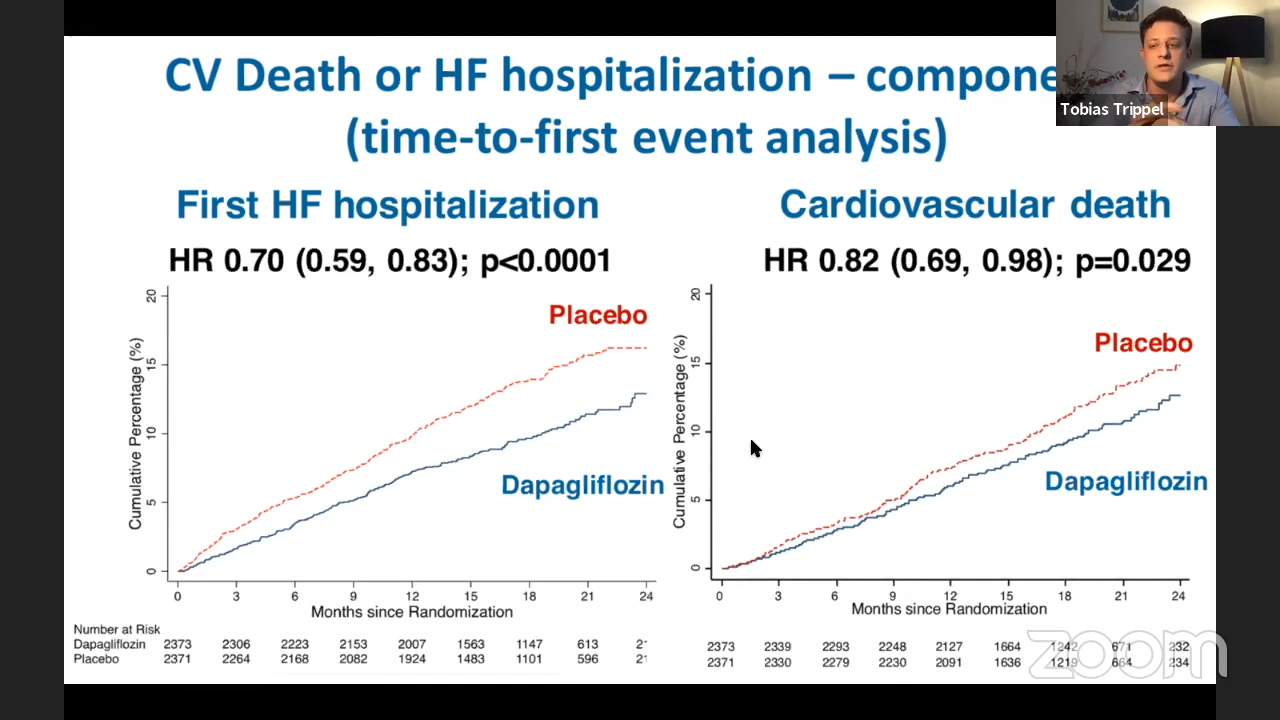 CV Death or HF hospitalization – compone
(time-to-first event analysis)
Tobias Trippel
First HF hospitalization
HR 0.70 (0.59, 0.83); p<0.0001
Placebo
Dapagliflozin
Cumulative Percentage (%)
20
15
10
5
0
0 3 6 9 12 15 18 21 24
Months since Randomization
Number at Risk
Dapagliflozin 2373 2306 2223 2153 2007 1563 1147 613
Placebo 2371 2264 2168 2082 1924 1483 1101 596
Cardiovascular death
HR 0.82 (0.69, 0.98); p=0.029
Placebo
Dapagliflozin
Cumulative Percentage (%)
20
15
10
5
0
0 3 6 9 12 15 18 21 24
Months since Randomization
2373 2339 2293 2248 2127 1664 1242 671 232
2371 2330 2279 2230 2091 1636 1219 664 234
zoom